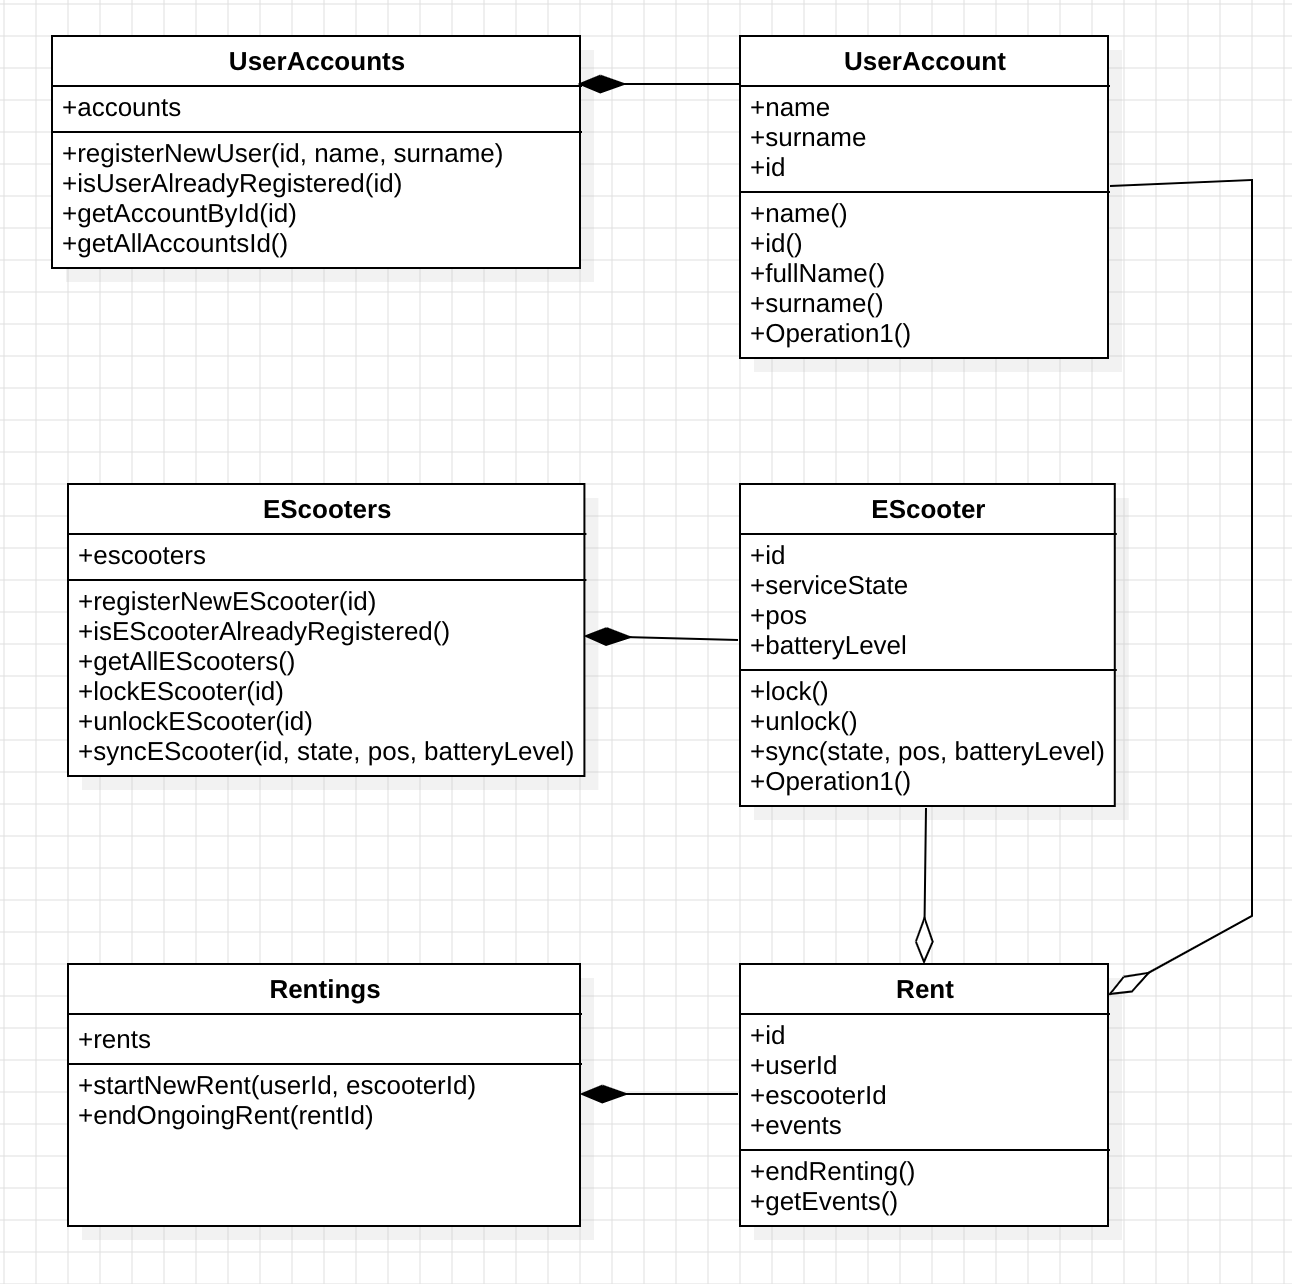 UserAccounts
+accounts
+registerNewUser(id, name, surname)
+isUserAlreadyRegistered(id)
+getAccountById(id)
+getAllAccountsId()
UserAccount
+name
+surname
+id
+name()
+id()
+fullName()
+surname()
+Operation1()
EScooters
+escooters
+registerNewEScooter(id)
+isEScooterAlreadyRegistered()
+getAllEScooters()
+lockEScooter(id)
+unlockEScooter(id)
+syncEScooter(id, state, pos, batteryLevel)
EScooter
+id
+serviceState
+pos
+batteryLevel
+lock()
+unlock()
+sync(state, pos, batteryLevel)
+Operation1()
Rentings
+rents
+startNewRent(userId, escooterId)
+endOngoingRent(rentId)
Rent
+id
+userId
+escooterId
+events
+endRenting()
+getEvents()